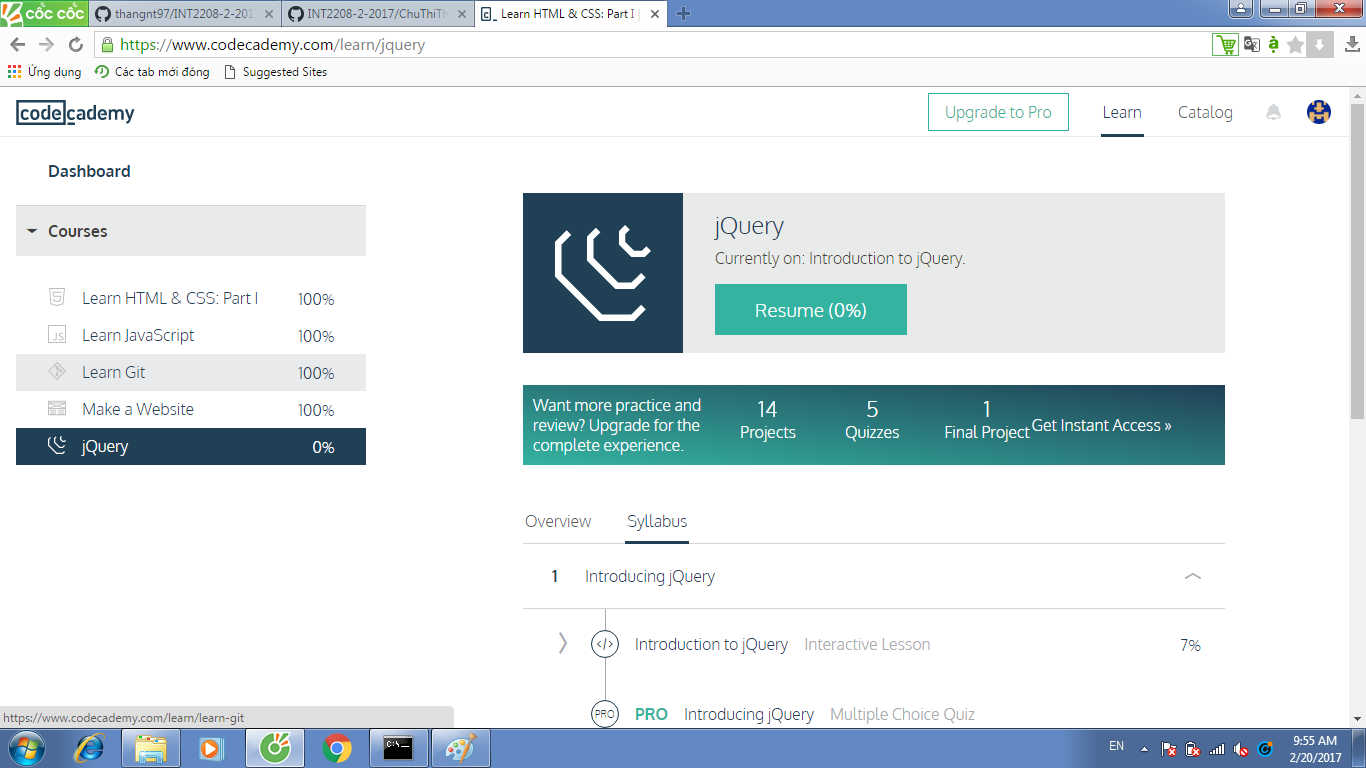 cốc cốc
thangnt97/INT2208-2-201
INT2208-2-2017/ChuThiTh
Learn HTML & CSS: Part I |
https://www.codecademy.com/learn/jquery
Ứng dụng
Các tab mới đóng
Suggested Sites
codecademy
Upgrade to Pro
Learn
Catalog
Dashboard
Courses
Learn HTML & CSS: Part I 100%
Learn JavaScript 100%
Learn Git 100%
Make a Website 100%
jQuery 0%
jQuery
Currently on: Introduction to jQuery.
Resume (0%)
Want more practice and
review? Upgrade for the
complete experience.
14
Projects
5
Quizzes
1
Final Project
Get Instant Access »
Overview
Syllabus
1 Introducing jQuery
</> Introduction to jQuery Interactive Lesson 7%
PRO PRO Introducing jQuery Multiple Choice Quiz
https://www.codecademy.com/learn/learn-git
EN
9:55 AM
2/20/2017